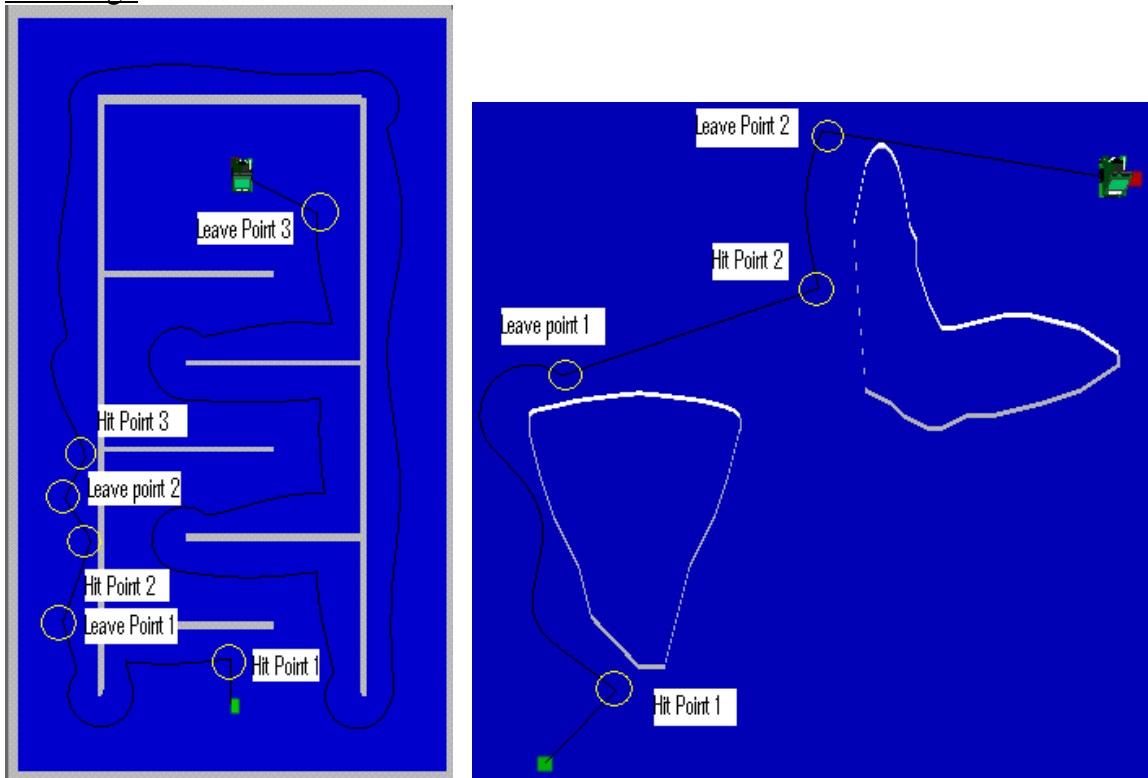 Leave Point 3
Hit Point 3
Leave point 2
Hit Point 2
Leave Point 1
Hit Point 1
Leave Point 2
Hit Point 2
Leave point 1
Hit Point 1